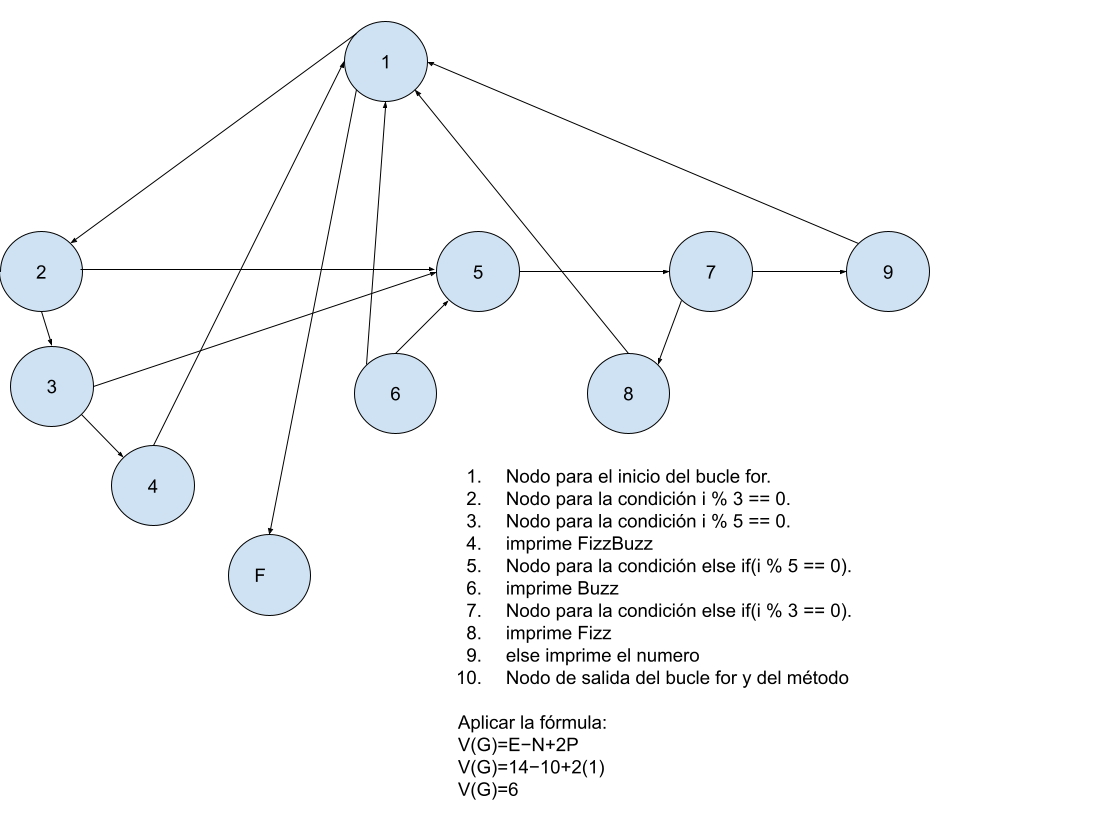 1
2
5
7
9
3
6
8
4
F
1. Nodo para el inicio del bucle for.
2. Nodo para la condición i % 3 == 0.
3. Nodo para la condición i % 5 == 0.
4. imprime FizzBuzz
5. Nodo para la condición else if(i % 5 == 0).
6. imprime Buzz
7. Nodo para la condición else if(i % 3 == 0).
8. imprime Fizz
9. else imprime el numero
10. Nodo de salida del bucle for y del método
Aplicar la fórmula:
V(G)=E−N+2P
V(G)=14−10+2(1)
V(G)=6